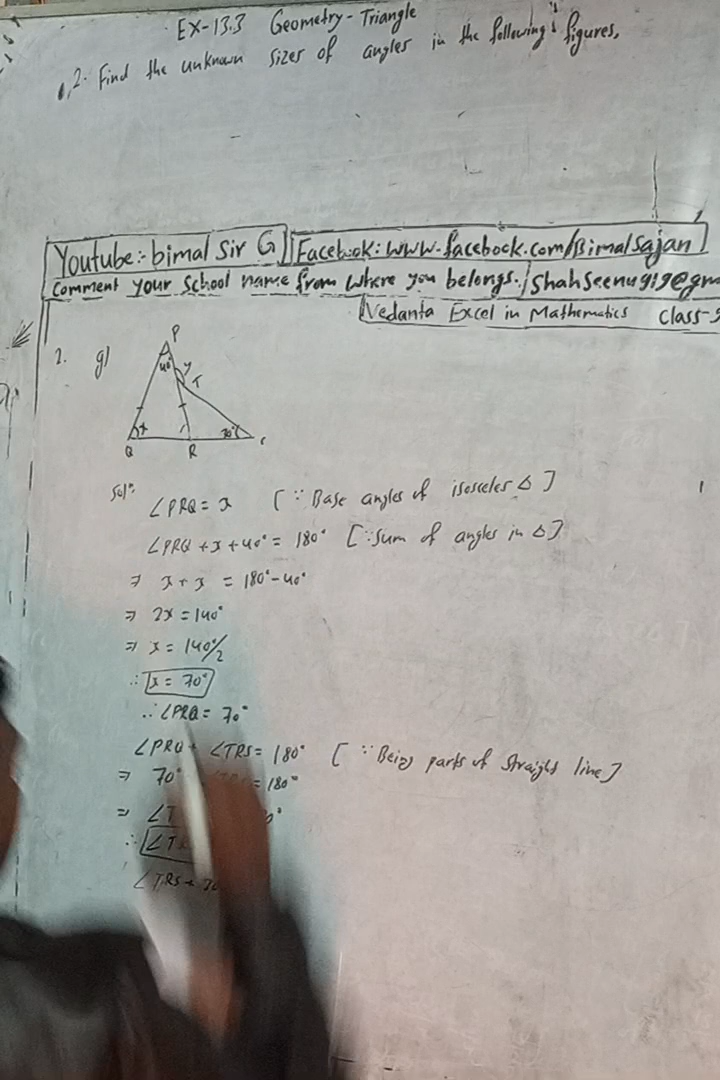 EX-13.3 Geometry-Triangle
2. Find the unknown sizes of angles in the following figures,
Youtube:- bimal Sir G
Facebook: www.facebook.com/BimalSajan
Comment your School name from where you belongs.
Vedanta Excel in Mathematics Class-9
2. g)
P
40°
y
T
x
30°
Q R
Solⁿ:
∠PRQ = x [∵ Base angles of isosceles Δ]
∠PRQ + x + 40° = 180° [∵ Sum of angles in Δ]
⇒ x + x = 180° - 40°
⇒ 2x = 140°
⇒ x = 140°/2
∴ x = 70°
∴ ∠PRQ = 70°
∠PRQ + ∠TRS = 180° [∵ Being parts of straight line]
⇒ 70° = 180°
⇒ ∠T
∴ ∠T
∠TRS +